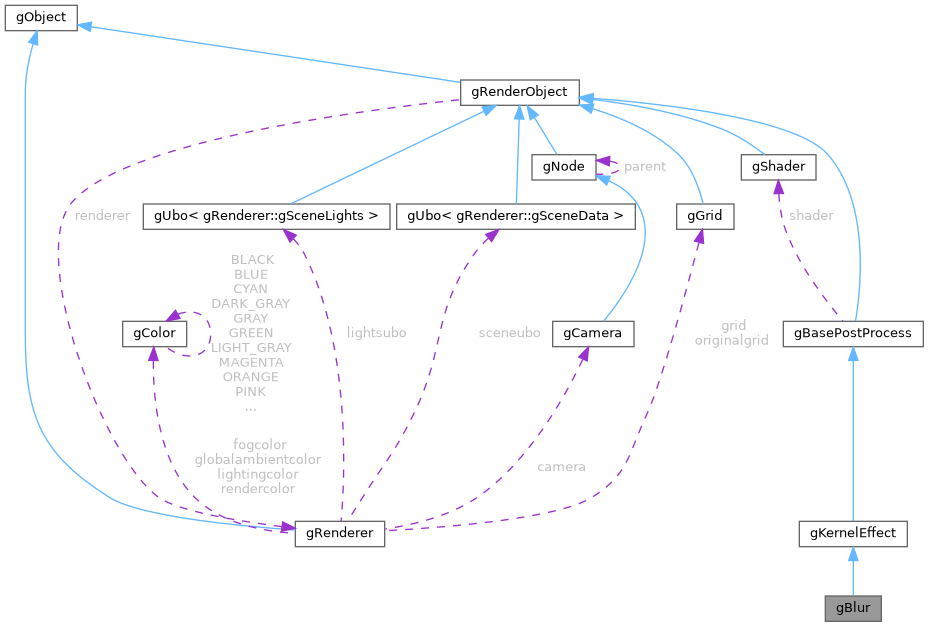 gObject
gRenderObject
gNode
parent
gShader
renderer
gUbo< gRenderer::gSceneLights >
gUbo< gRenderer::gSceneData >
gGrid
shader
BLACK
BLUE
CYAN
DARK_GRAY
GRAY
GREEN
LIGHT_GRAY
MAGENTA
ORANGE
PINK
...
gColor
lightsubo
sceneubo
gCamera
grid
originalgrid
gBasePostProcess
fogcolor
globalambientcolor
lightingcolor
rendercolor
camera
gRenderer
gKernelEffect
gBlur